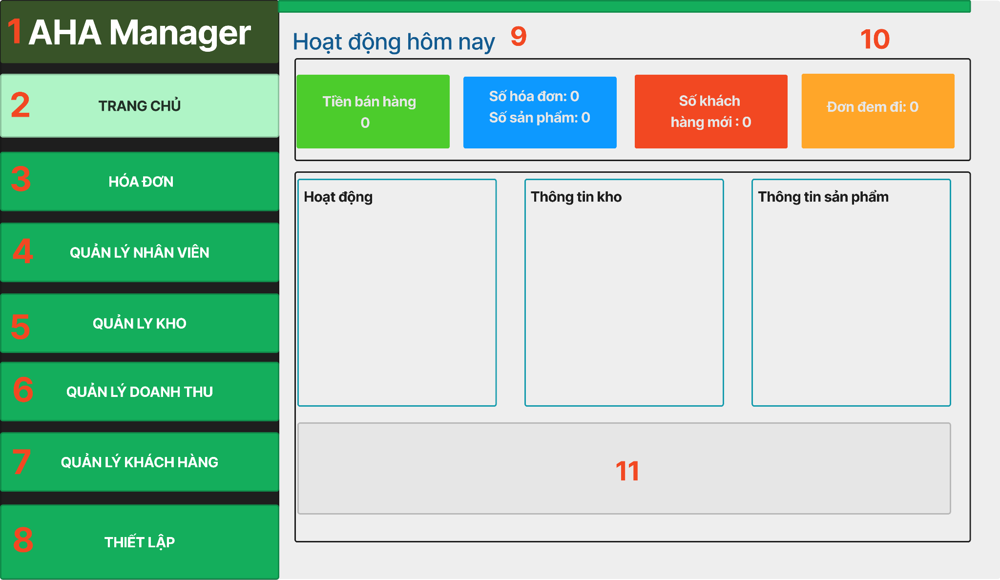 1 AHA Manager
2 TRANG CHỦ
3 HÓA ĐƠN
4 QUẢN LÝ NHÂN VIÊN
5 QUẢN LY KHO
6 QUẢN LÝ DOANH THU
7 QUẢN LÝ KHÁCH HÀNG
8 THIẾT LẬP
Hoạt động hôm nay 9
10
Tiền bán hàng
0
Số hóa đơn: 0
Số sản phẩm: 0
Số khách
hàng mới : 0
Đơn đem đi: 0
Hoạt động
Thông tin kho
Thông tin sản phẩm
11